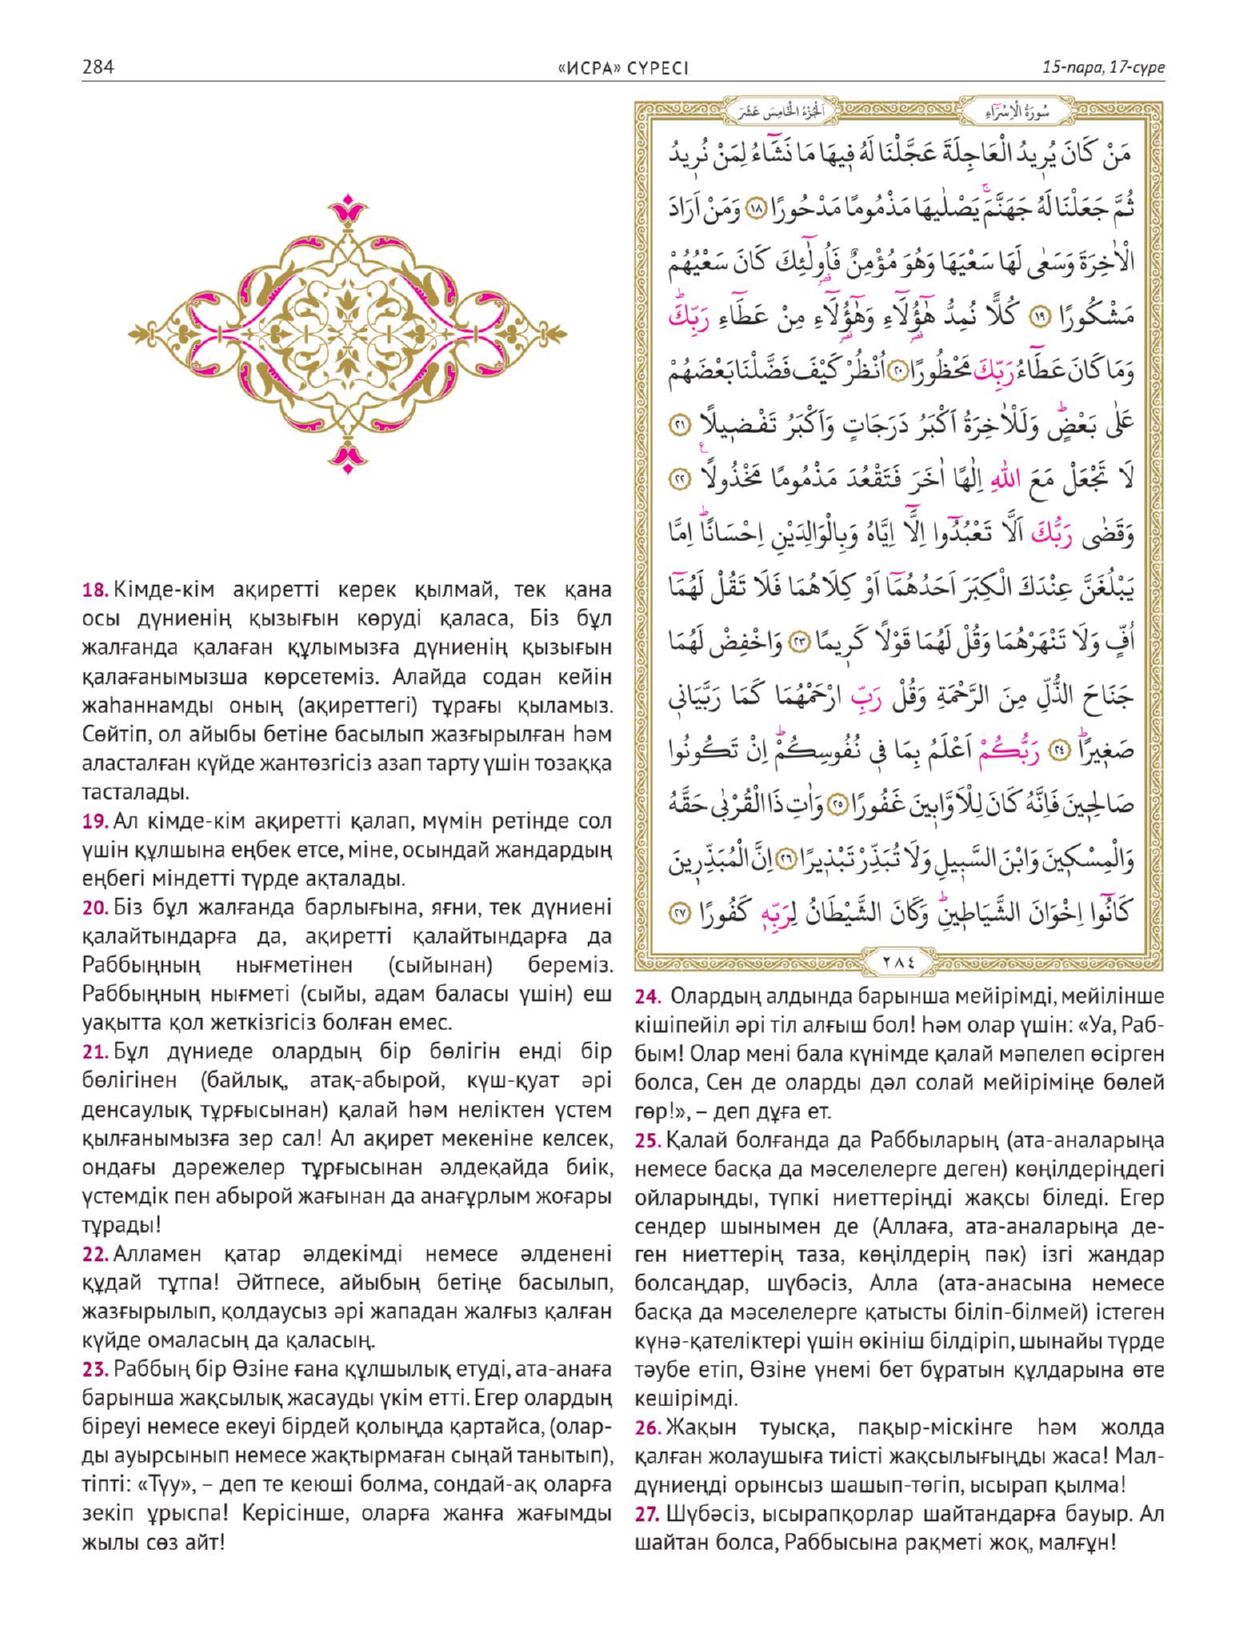 284
«ИСРА» СҮРЕСІ
15-пара, 17-сүре
اَلْجُزْءُ الْخَامِسَ عَشَرَ
سُورَةُ الْاِسْرَٓاءِ
مَنْ كَانَ يُر۪يدُ الْعَاجِلَةَ عَجَّلْنَا لَهُ ف۪يهَا مَا نَشَٓاءُ لِمَنْ نُر۪يدُ
ثُمَّ جَعَلْنَا لَهُ جَهَنَّمَۚ يَصْلٰيهَا مَذْمُومًا مَدْحُورًا ﴿١٨﴾ وَمَنْ اَرَادَ
الْاٰخِرَةَ وَسَعٰى لَهَا سَعْيَهَا وَهُوَ مُؤْمِنٌ فَاُو۬لٰٓئِكَ كَانَ سَعْيُهُمْ
مَشْكُورًا ﴿١٩﴾ كُلًّا نُمِدُّ هٰٓؤُ۬لَٓاءِ وَهٰٓؤُ۬لَٓاءِ مِنْ عَطَٓاءِ رَبِّكَۜ
وَمَا كَانَ عَطَٓاءُ رَبِّكَ مَحْظُورًا ﴿٢٠﴾ اُنْظُرْ كَيْفَ فَضَّلْنَا بَعْضَهُمْ
عَلٰى بَعْضٍۜ وَلَلْاٰخِرَةُ اَكْبَرُ دَرَجَاتٍ وَاَكْبَرُ تَفْض۪يلًا ﴿٢١﴾
لَا تَجْعَلْ مَعَ اللّٰهِ اِلٰهًا اٰخَرَ فَتَقْعُدَ مَذْمُومًا مَخْذُولًا۟ ﴿٢٢﴾
وَقَضٰى رَبُّكَ اَلَّا تَعْبُدُٓوا اِلَّٓا اِيَّاهُ وَبِالْوَالِدَيْنِ اِحْسَانًاۜ اِمَّا
يَبْلُغَنَّ عِنْدَكَ الْكِبَرَ اَحَدُهُمَٓا اَوْ كِلَاهُمَا فَلَا تَقُلْ لَهُمَٓا
اُفٍّ وَلَا تَنْهَرْهُمَا وَقُلْ لَهُمَا قَوْلًا كَر۪يمًا ﴿٢٣﴾ وَاخْفِضْ لَهُمَا
جَنَاحَ الذُّلِّ مِنَ الرَّحْمَةِ وَقُلْ رَبِّ ارْحَمْهُمَا كَمَا رَبَّيَان۪ي
صَغ۪يرًاۜ ﴿٢٤﴾ رَبُّكُمْ اَعْلَمُ بِمَا ف۪ي نُفُوسِكُمْۜ اِنْ تَكُونُوا
صَالِح۪ينَ فَاِنَّهُ كَانَ لِلْاَوَّاب۪ينَ غَفُورًا ﴿٢٥﴾ وَاٰتِ ذَا الْقُرْبٰى حَقَّهُ
وَالْمِسْك۪ينَ وَابْنَ السَّب۪يلِ وَلَا تُبَذِّرْ تَبْذ۪يرًا ﴿٢٦﴾ اِنَّ الْمُبَذِّر۪ينَ
كَانُٓوا اِخْوَانَ الشَّيَاط۪ينِۜ وَكَانَ الشَّيْطَانُ لِرَبِّه۪ كَفُورًا ﴿٢٧﴾
٢٨٤
18. Кімде-кім ақиретті керек қылмай, тек қана
осы дүниенің қызығын көруді қаласа, Біз бұл
жалғанда қалаған құлымызға дүниенің қызығын
қалағанымызша көрсетеміз. Алайда содан кейін
жаһаннамды оның (ақиреттегі) тұрағы қыламыз.
Сөйтіп, ол айыбы бетіне басылып жазғырылған һәм
аласталған күйде жантөзгісіз азап тарту үшін тозаққа
тасталады.
19. Ал кімде-кім ақиретті қалап, мүмін ретінде сол
үшін құлшына еңбек етсе, міне, осындай жандардың
еңбегі міндетті түрде ақталады.
20. Біз бұл жалғанда барлығына, яғни, тек дүниені
қалайтындарға да, ақиретті қалайтындарға да
Раббыңның нығметінен (сыйынан) береміз.
Раббыңның нығметі (сыйы, адам баласы үшін) еш
уақытта қол жеткізгісіз болған емес.
21. Бұл дүниеде олардың бір бөлігін енді бір
бөлігінен (байлық, атақ-абырой, күш-қуат әрі
денсаулық тұрғысынан) қалай һәм неліктен үстем
қылғанымызға зер сал! Ал ақирет мекеніне келсек,
ондағы дәрежелер тұрғысынан әлдеқайда биік,
үстемдік пен абырой жағынан да анағұрлым жоғары
тұрады!
22. Алламен қатар әлдекімді немесе әлденені
құдай тұтпа! Әйтпесе, айыбың бетіңе басылып,
жазғырылып, қолдаусыз әрі жападан жалғыз қалған
күйде омаласың да қаласың.
23. Раббың бір Өзіне ғана құлшылық етуді, ата-анаға
барынша жақсылық жасауды үкім етті. Егер олардың
біреуі немесе екеуі бірдей қолыңда қартайса, (олар-
ды ауырсынып немесе жақтырмаған сыңай танытып),
тіпті: «Түу», – деп те кеюші болма, сондай-ақ оларға
зекіп ұрыспа! Керісінше, оларға жанға жағымды
жылы сөз айт!
24. Олардың алдында барынша мейірімді, мейілінше
кішіпейіл әрі тіл алғыш бол! Һәм олар үшін: «Уа, Раб-
бым! Олар мені бала күнімде қалай мәпелеп өсірген
болса, Сен де оларды дәл солай мейіріміңе бөлей
гөр!», – деп дұға ет.
25. Қалай болғанда да Раббыларың (ата-аналарыңа
немесе басқа да мәселелерге деген) көңілдеріңдегі
ойларыңды, түпкі ниеттеріңді жақсы біледі. Егер
сендер шынымен де (Аллаға, ата-аналарыңа де-
ген ниеттерің таза, көңілдерің пәк) ізгі жандар
болсаңдар, шүбәсіз, Алла (ата-анасына немесе
басқа да мәселелерге қатысты біліп-білмей) істеген
күнә-қателіктері үшін өкініш білдіріп, шынайы түрде
тәубе етіп, Өзіне үнемі бет бұратын құлдарына өте
кешірімді.
26. Жақын туысқа, пақыр-міскінге һәм жолда
қалған жолаушыға тиісті жақсылығыңды жаса! Мал-
дүниеңді орынсыз шашып-төгіп, ысырап қылма!
27. Шүбәсіз, ысырапқорлар шайтандарға бауыр. Ал
шайтан болса, Раббысына рақметі жоқ, малғұн!